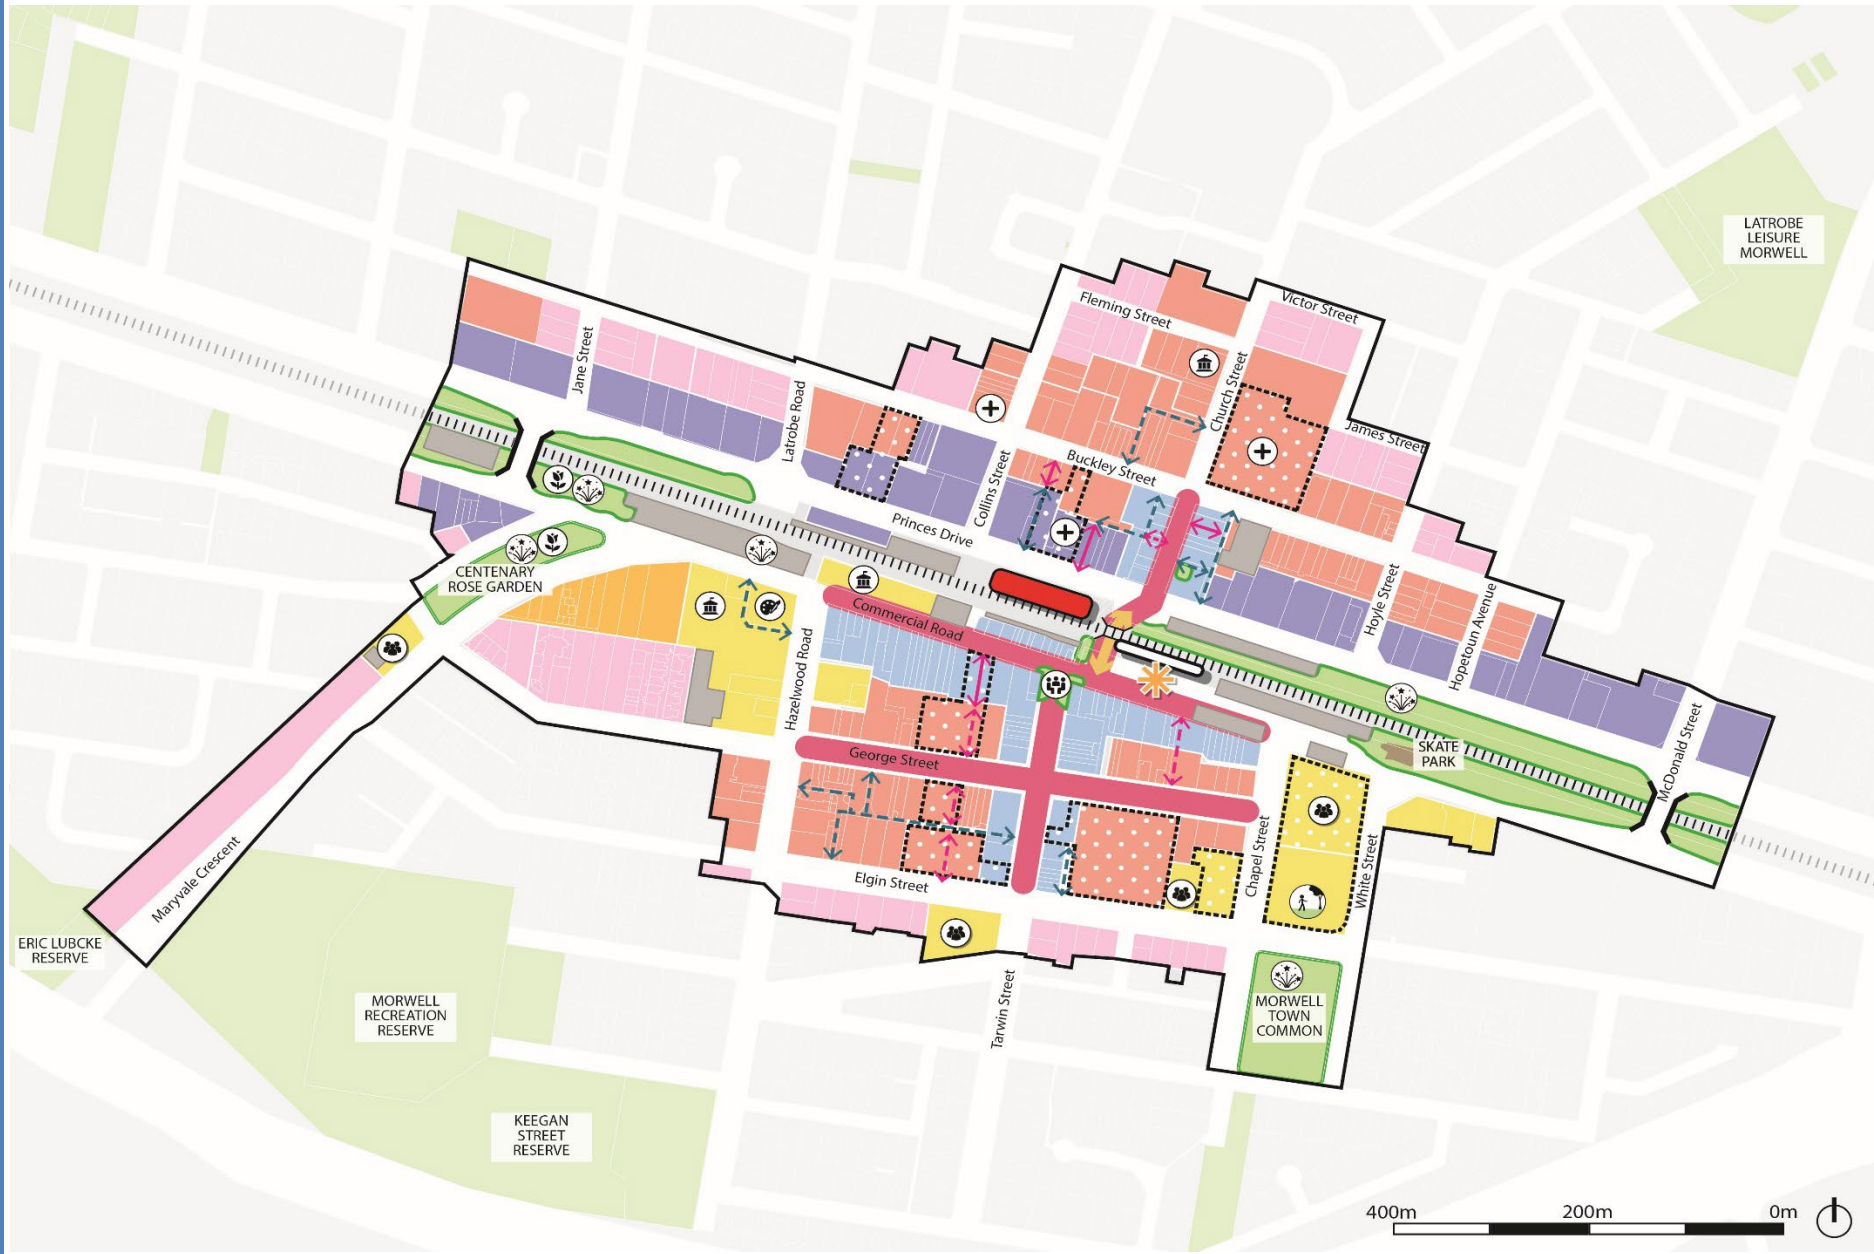 LATROBE
LEISURE
MORWELL
Victor Street
Fleming Street
Jane Street
Church Street
Latrobe Road
James Street
Buckley Street
Collins Street
Princes Drive
CENTENARY
ROSE GARDEN
Hoyle Street
Hopetoun Avenue
Commercial Road
Hazelwood Road
McDonald Street
SKATE
PARK
George Street
Chapel Street
White Street
Elgin Street
Maryvale Crescent
ERIC LUBCKE
RESERVE
Tarwin Street
MORWELL
RECREATION
RESERVE
MORWELL
TOWN
COMMON
KEEGAN
STREET
RESERVE
400m 200m 0m